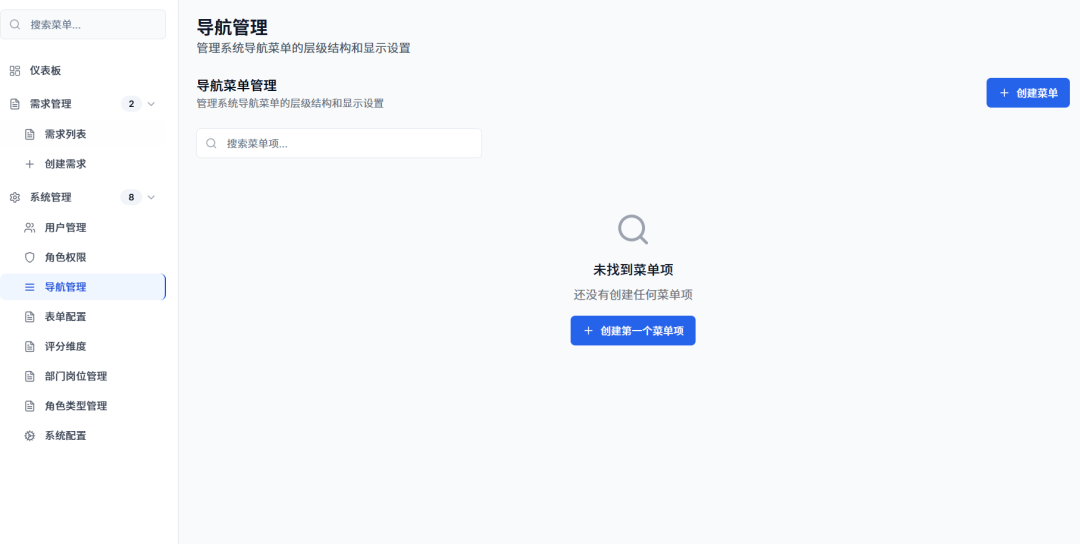 搜索菜单...
仪表板
需求管理 2
需求列表
创建需求
系统管理 8
用户管理
角色权限
导航管理
表单配置
评分维度
部门岗位管理
角色类型管理
系统配置
导航管理
管理系统导航菜单的层级结构和显示设置
导航菜单管理
管理系统导航菜单的层级结构和显示设置
创建菜单
搜索菜单项...
未找到菜单项
还没有创建任何菜单项
创建第一个菜单项